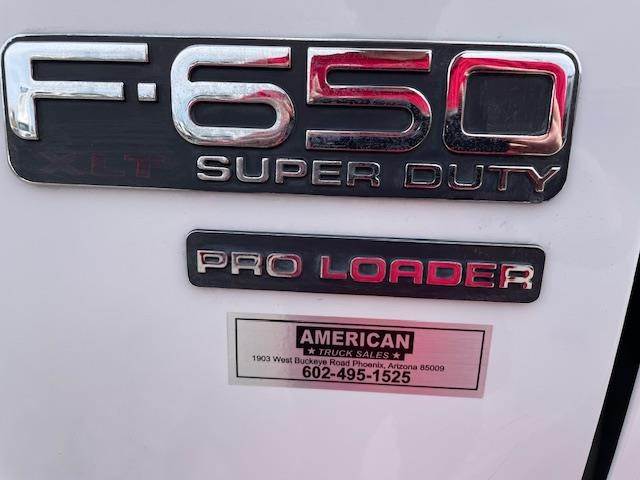 F-650
XLT SUPER DUTY
PRO LOADER
AMERICAN
★ TRUCK SALES ★
1903 West Buckeye Road Phoenix, Arizona 85009
602-495-1525